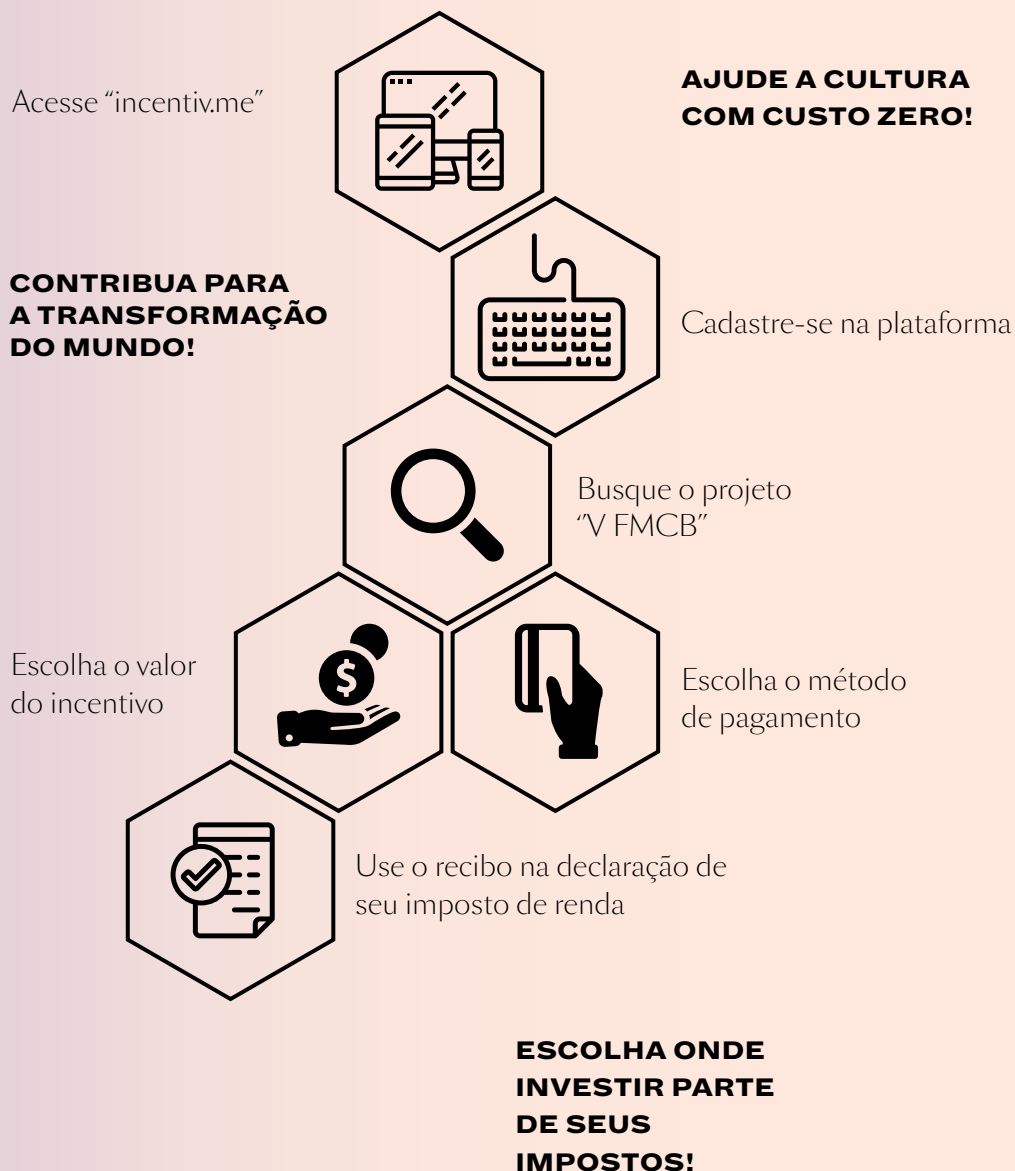 Acesse “incentiv.me”
AJUDE A CULTURA
COM CUSTO ZERO!
CONTRIBUA PARA
A TRANSFORMAÇÃO
DO MUNDO!
Cadastre-se na plataforma
Busque o projeto
“V FMCB”
Escolha o valor
do incentivo
$
Escolha o método
de pagamento
Use o recibo na declaração de
seu imposto de renda
ESCOLHA ONDE
INVESTIR PARTE
DE SEUS
IMPOSTOS!